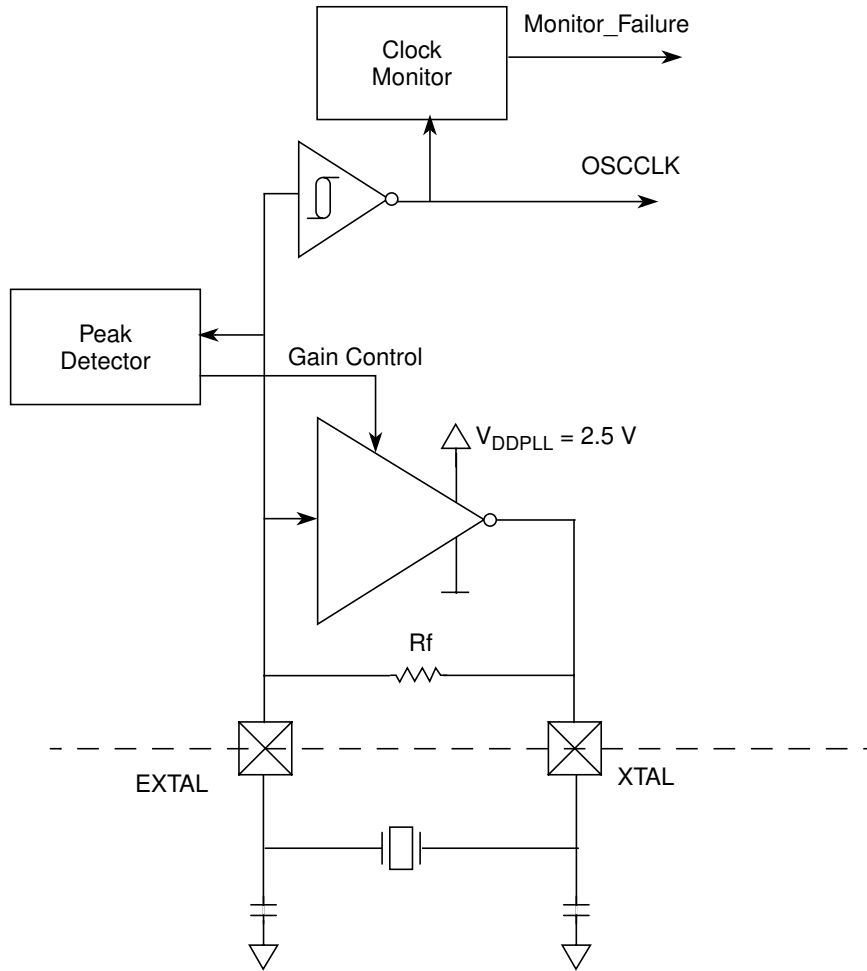 Monitor_Failure
Clock
Monitor
OSCCLK
Peak
Detector
Gain Control
VDDPLL = 2.5 V
Rf
EXTAL
XTAL